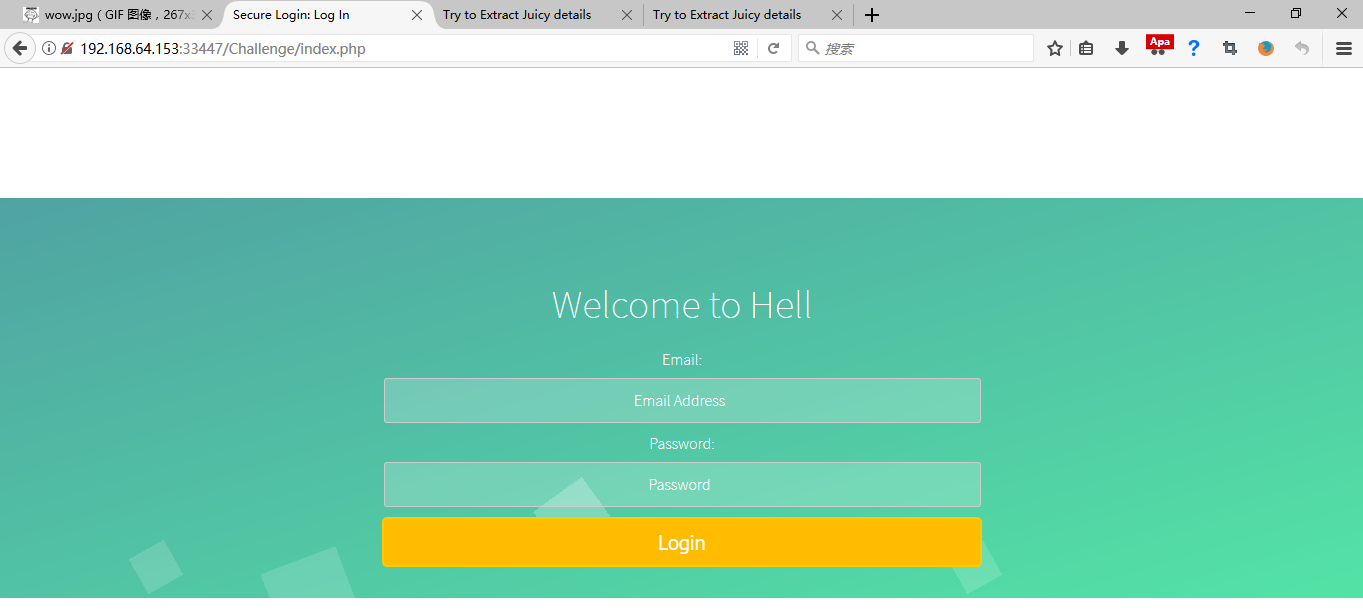 wow.jpg ( GIF 图像，267x
Secure Login: Log In
Try to Extract Juicy details
Try to Extract Juicy details
192.168.64.153:33447/Challenge/index.php
搜索
Apa
?
Welcome to Hell
Email:
Email Address
Password:
Password
Login